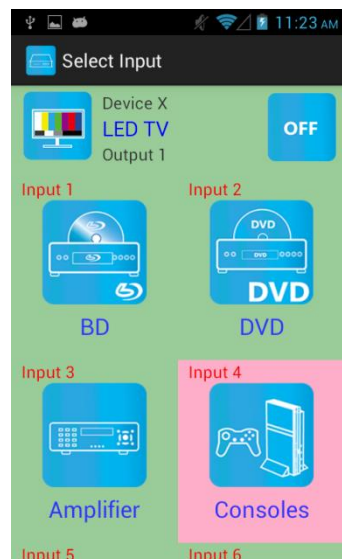 11:23 AM
Select Input
Device X
LED TV
Output 1
OFF
Input 1
Input 2
DVD
DVD
DVD
BD
DVD
Input 3
Input 4
Amplifier
Consoles
Input 5
Input 6